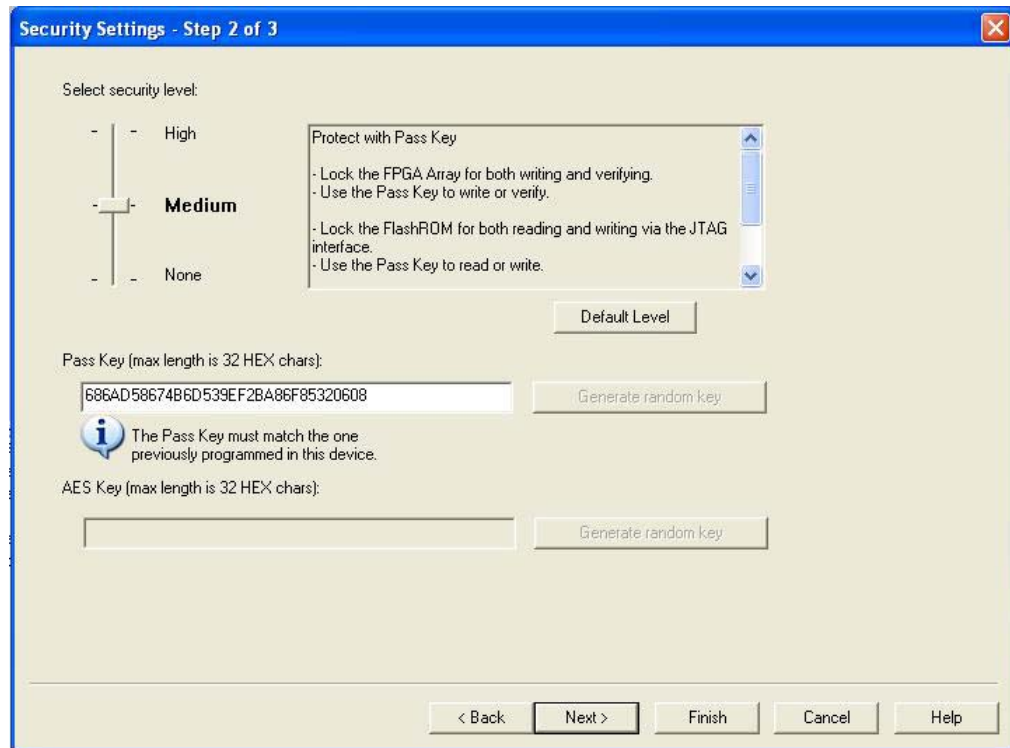 Security Settings - Step 2 of 3
Select security level:
High
Medium
None
Protect with Pass Key
- Lock the FPGA Array for both writing and verifying.
- Use the Pass Key to write or verify.
- Lock the FlashROM for both reading and writing via the JTAG
interface.
- Use the Pass Key to read or write.
Default Level
Pass Key (max length is 32 HEX chars):
686AD58674B6D539EF2BA86F85320608
Generate random key
The Pass Key must match the one
previously programmed in this device.
AES Key (max length is 32 HEX chars):
Generate random key
< Back
Next >
Finish
Cancel
Help